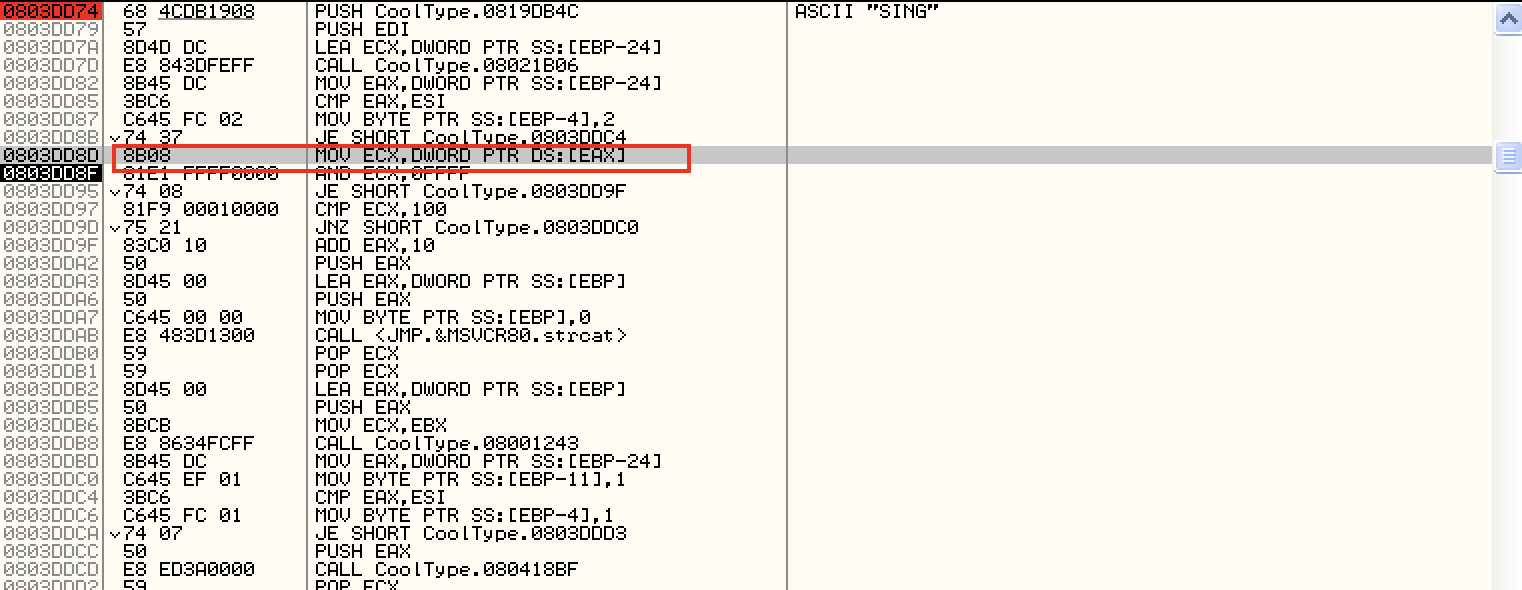 0803DD74 68 4CDB1908 PUSH CoolType.0819DB4C ASCII "SING"
0803DD79 57 PUSH EDI
0803DD7A 8D4D DC LEA ECX,DWORD PTR SS:[EBP-24]
0803DD7D E8 843DFEFF CALL CoolType.08021B06
0803DD82 8B45 DC MOV EAX,DWORD PTR SS:[EBP-24]
0803DD85 3BC6 CMP EAX,ESI
0803DD87 C645 FC 02 MOV BYTE PTR SS:[EBP-4],2
0803DD8B 74 37 JE SHORT CoolType.0803DDC4
0803DD8D 8B08 MOV ECX,DWORD PTR DS:[EAX]
0803DD8F 81E1 FFFF0000 AND ECX,0FFFF
0803DD95 74 08 JE SHORT CoolType.0803DD9F
0803DD97 81F9 00010000 CMP ECX,100
0803DD9D 75 21 JNZ SHORT CoolType.0803DDC0
0803DD9F 83C0 10 ADD EAX,10
0803DDA2 50 PUSH EAX
0803DDA3 8D45 00 LEA EAX,DWORD PTR SS:[EBP]
0803DDA6 50 PUSH EAX
0803DDA7 C645 00 00 MOV BYTE PTR SS:[EBP],0
0803DDAB E8 483D1300 CALL <JMP.&MSVCR80.strcat>
0803DDB0 59 POP ECX
0803DDB1 59 POP ECX
0803DDB2 8D45 00 LEA EAX,DWORD PTR SS:[EBP]
0803DDB5 50 PUSH EAX
0803DDB6 8BCB MOV ECX,EBX
0803DDB8 E8 8634FCFF CALL CoolType.08001243
0803DDBD 8B45 DC MOV EAX,DWORD PTR SS:[EBP-24]
0803DDC0 C645 EF 01 MOV BYTE PTR SS:[EBP-11],1
0803DDC4 3BC6 CMP EAX,ESI
0803DDC6 C645 FC 01 MOV BYTE PTR SS:[EBP-4],1
0803DDCA 74 07 JE SHORT CoolType.0803DDD3
0803DDCC 50 PUSH EAX
0803DDCD E8 ED3A0000 CALL CoolType.080418BF
0803DDD2 59 POP ECX